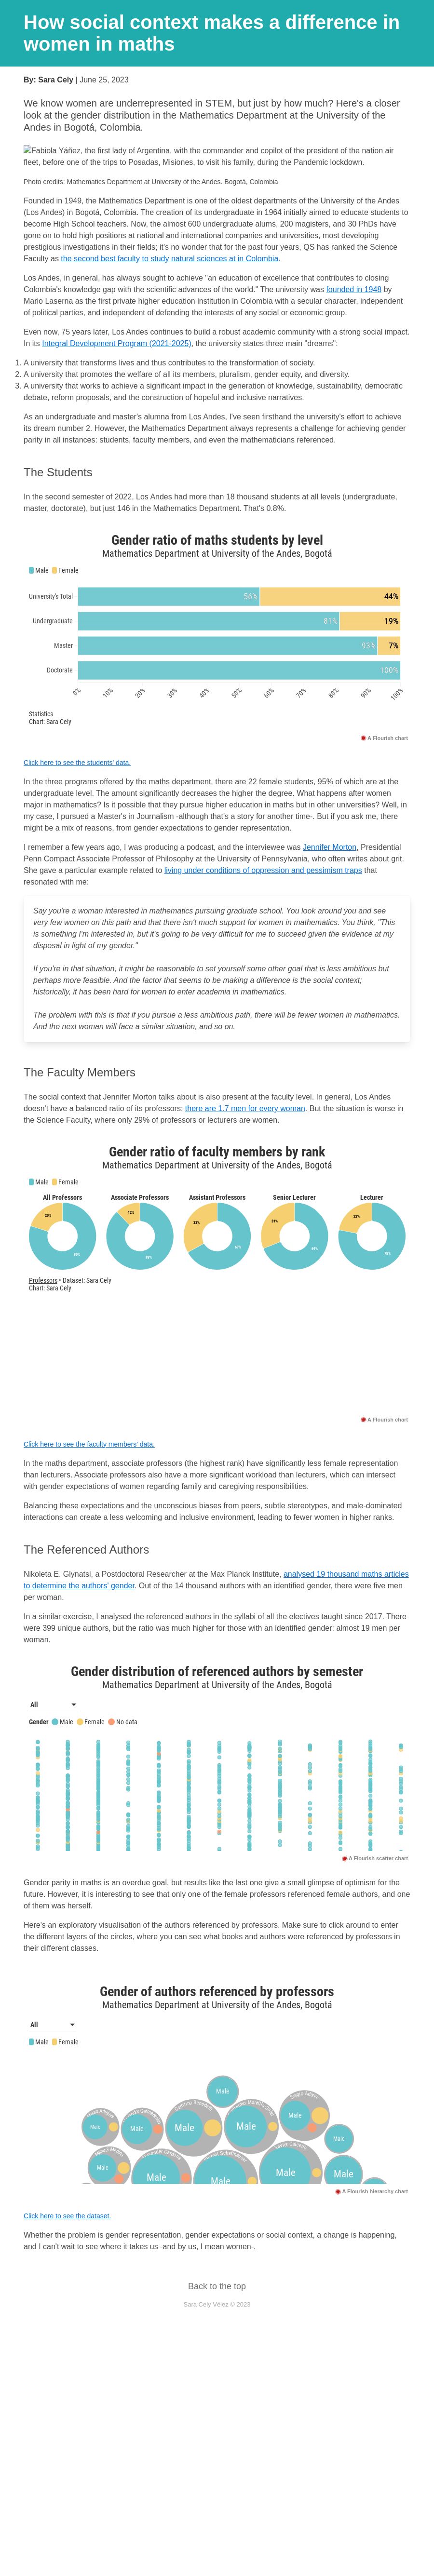 How social context makes a difference in
women in maths
By: Sara Cely | June 25, 2023
We know women are underrepresented in STEM, but just by how much? Here's a closer
look at the gender distribution in the Mathematics Department at the University of the
Andes in Bogotá, Colombia.
Fabiola Yáñez, the first lady of Argentina, with the commander and copilot of the president of the nation air
fleet, before one of the trips to Posadas, Misiones, to visit his family, during the Pandemic lockdown.
Photo credits: Mathematics Department at University of the Andes. Bogotá, Colombia
Founded in 1949, the Mathematics Department is one of the oldest departments of the University of the Andes
(Los Andes) in Bogotá, Colombia. The creation of its undergraduate in 1964 initially aimed to educate students to
become High School teachers. Now, the almost 600 undergraduate alums, 200 magisters, and 30 PhDs have
gone on to hold high positions at national and international companies and universities, most developing
prestigious investigations in their fields; it's no wonder that for the past four years, QS has ranked the Science
Faculty as the second best faculty to study natural sciences at in Colombia.
Los Andes, in general, has always sought to achieve "an education of excellence that contributes to closing
Colombia's knowledge gap with the scientific advances of the world." The university was founded in 1948 by
Mario Laserna as the first private higher education institution in Colombia with a secular character, independent
of political parties, and independent of defending the interests of any social or economic group.
Even now, 75 years later, Los Andes continues to build a robust academic community with a strong social impact.
In its Integral Development Program (2021-2025), the university states three main "dreams":
1. A university that transforms lives and thus contributes to the transformation of society.
2. A university that promotes the welfare of all its members, pluralism, gender equity, and diversity.
3. A university that works to achieve a significant impact in the generation of knowledge, sustainability, democratic
debate, reform proposals, and the construction of hopeful and inclusive narratives.
As an undergraduate and master's alumna from Los Andes, I've seen firsthand the university's effort to achieve
its dream number 2. However, the Mathematics Department always represents a challenge for achieving gender
parity in all instances: students, faculty members, and even the mathematicians referenced.
The Students
In the second semester of 2022, Los Andes had more than 18 thousand students at all levels (undergraduate,
master, doctorate), but just 146 in the Mathematics Department. That's 0.8%.
Gender ratio of maths students by level
Mathematics Department at University of the Andes, Bogotá
Male Female
University's Total 56% 44%
Undergraduate 81% 19%
Master 93% 7%
Doctorate 100%
0% 10% 20% 30% 40% 50% 60% 70% 80% 90% 100%
Statistics
Chart: Sara Cely
A Flourish chart
Click here to see the students' data.
In the three programs offered by the maths department, there are 22 female students, 95% of which are at the
undergraduate level. The amount significantly decreases the higher the degree. What happens after women
major in mathematics? Is it possible that they pursue higher education in maths but in other universities? Well, in
my case, I pursued a Master's in Journalism -although that's a story for another time-. But if you ask me, there
might be a mix of reasons, from gender expectations to gender representation.
I remember a few years ago, I was producing a podcast, and the interviewee was Jennifer Morton, Presidential
Penn Compact Associate Professor of Philosophy at the University of Pennsylvania, who often writes about grit.
She gave a particular example related to living under conditions of oppression and pessimism traps that
resonated with me:
Say you're a woman interested in mathematics pursuing graduate school. You look around you and see
very few women on this path and that there isn't much support for women in mathematics. You think, "This
is something I'm interested in, but it's going to be very difficult for me to succeed given the evidence at my
disposal in light of my gender."
If you're in that situation, it might be reasonable to set yourself some other goal that is less ambitious but
perhaps more feasible. And the factor that seems to be making a difference is the social context;
historically, it has been hard for women to enter academia in mathematics.
The problem with this is that if you pursue a less ambitious path, there will be fewer women in mathematics.
And the next woman will face a similar situation, and so on.
The Faculty Members
The social context that Jennifer Morton talks about is also present at the faculty level. In general, Los Andes
doesn't have a balanced ratio of its professors; there are 1.7 men for every woman. But the situation is worse in
the Science Faculty, where only 29% of professors or lecturers are women.
Gender ratio of faculty members by rank
Mathematics Department at University of the Andes, Bogotá
Male Female
All Professors Associate Professors Assistant Professors Senior Lecturer Lecturer
Professors • Dataset: Sara Cely
Chart: Sara Cely
A Flourish chart
Click here to see the faculty members' data.
In the maths department, associate professors (the highest rank) have significantly less female representation
than lecturers. Associate professors also have a more significant workload than lecturers, which can intersect
with gender expectations of women regarding family and caregiving responsibilities.
Balancing these expectations and the unconscious biases from peers, subtle stereotypes, and male-dominated
interactions can create a less welcoming and inclusive environment, leading to fewer women in higher ranks.
The Referenced Authors
Nikoleta E. Glynatsi, a Postdoctoral Researcher at the Max Planck Institute, analysed 19 thousand maths articles
to determine the authors' gender. Out of the 14 thousand authors with an identified gender, there were five men
per woman.
In a similar exercise, I analysed the referenced authors in the syllabi of all the electives taught since 2017. There
were 399 unique authors, but the ratio was much higher for those with an identified gender: almost 19 men per
woman.
Gender distribution of referenced authors by semester
Mathematics Department at University of the Andes, Bogotá
All
Gender Male Female No data
A Flourish scatter chart
Gender parity in maths is an overdue goal, but results like the last one give a small glimpse of optimism for the
future. However, it is interesting to see that only one of the female professors referenced female authors, and one
of them was herself.
Here's an exploratory visualisation of the authors referenced by professors. Make sure to click around to enter
the different layers of the circles, where you can see what books and authors were referenced by professors in
their different classes.
Gender of authors referenced by professors
Mathematics Department at University of the Andes, Bogotá
All
Male Female
Male
Male Male Male Male Male
Male
Male Male Male Male Male
A Flourish hierarchy chart
Click here to see the dataset.
Whether the problem is gender representation, gender expectations or social context, a change is happening,
and I can't wait to see where it takes us -and by us, I mean women-.
Back to the top
Sara Cely Vélez © 2023